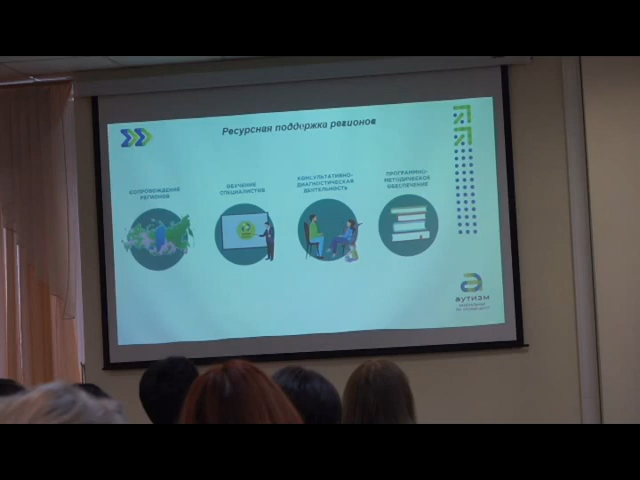 Ресурсная поддержка регионов
СОПРОВОЖДЕНИЕ
РЕГИОНОВ
ОБУЧЕНИЕ
СПЕЦИАЛИСТОВ
КОНСУЛЬТАТИВНО-
ДИАГНОСТИЧЕСКАЯ
ДЕЯТЕЛЬНОСТЬ
ПРОГРАММНО-
МЕТОДИЧЕСКОЕ
ОБЕСПЕЧЕНИЕ
аутизм